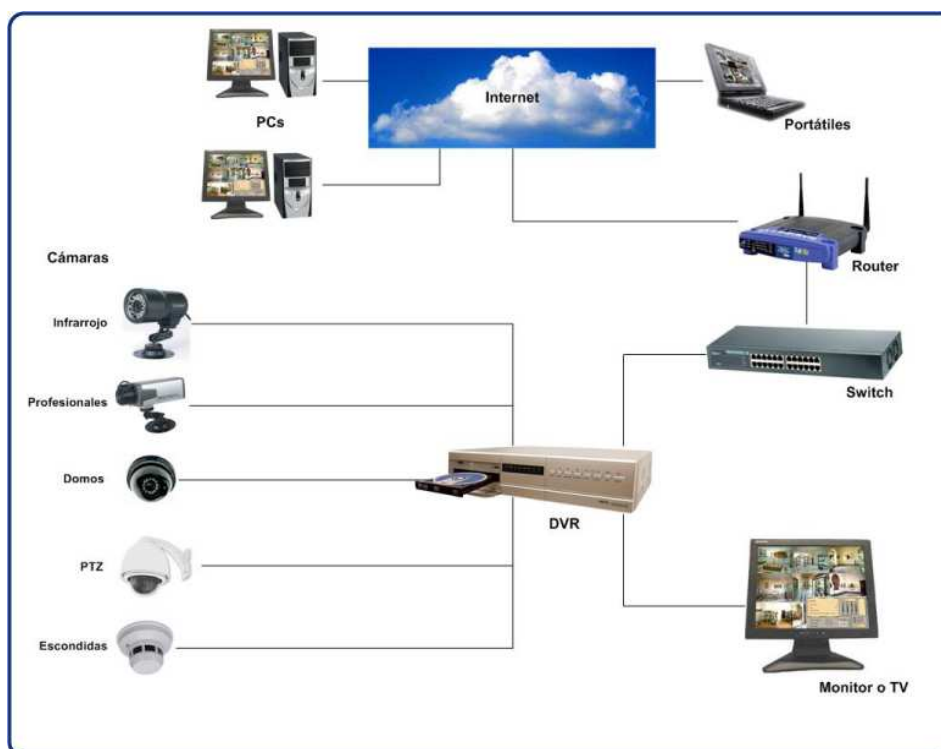 Internet
PCs
Portátiles
Router
Cámaras
Infrarrojo
Switch
Profesionales
Domos
DVR
PTZ
Escondidas
Monitor o TV